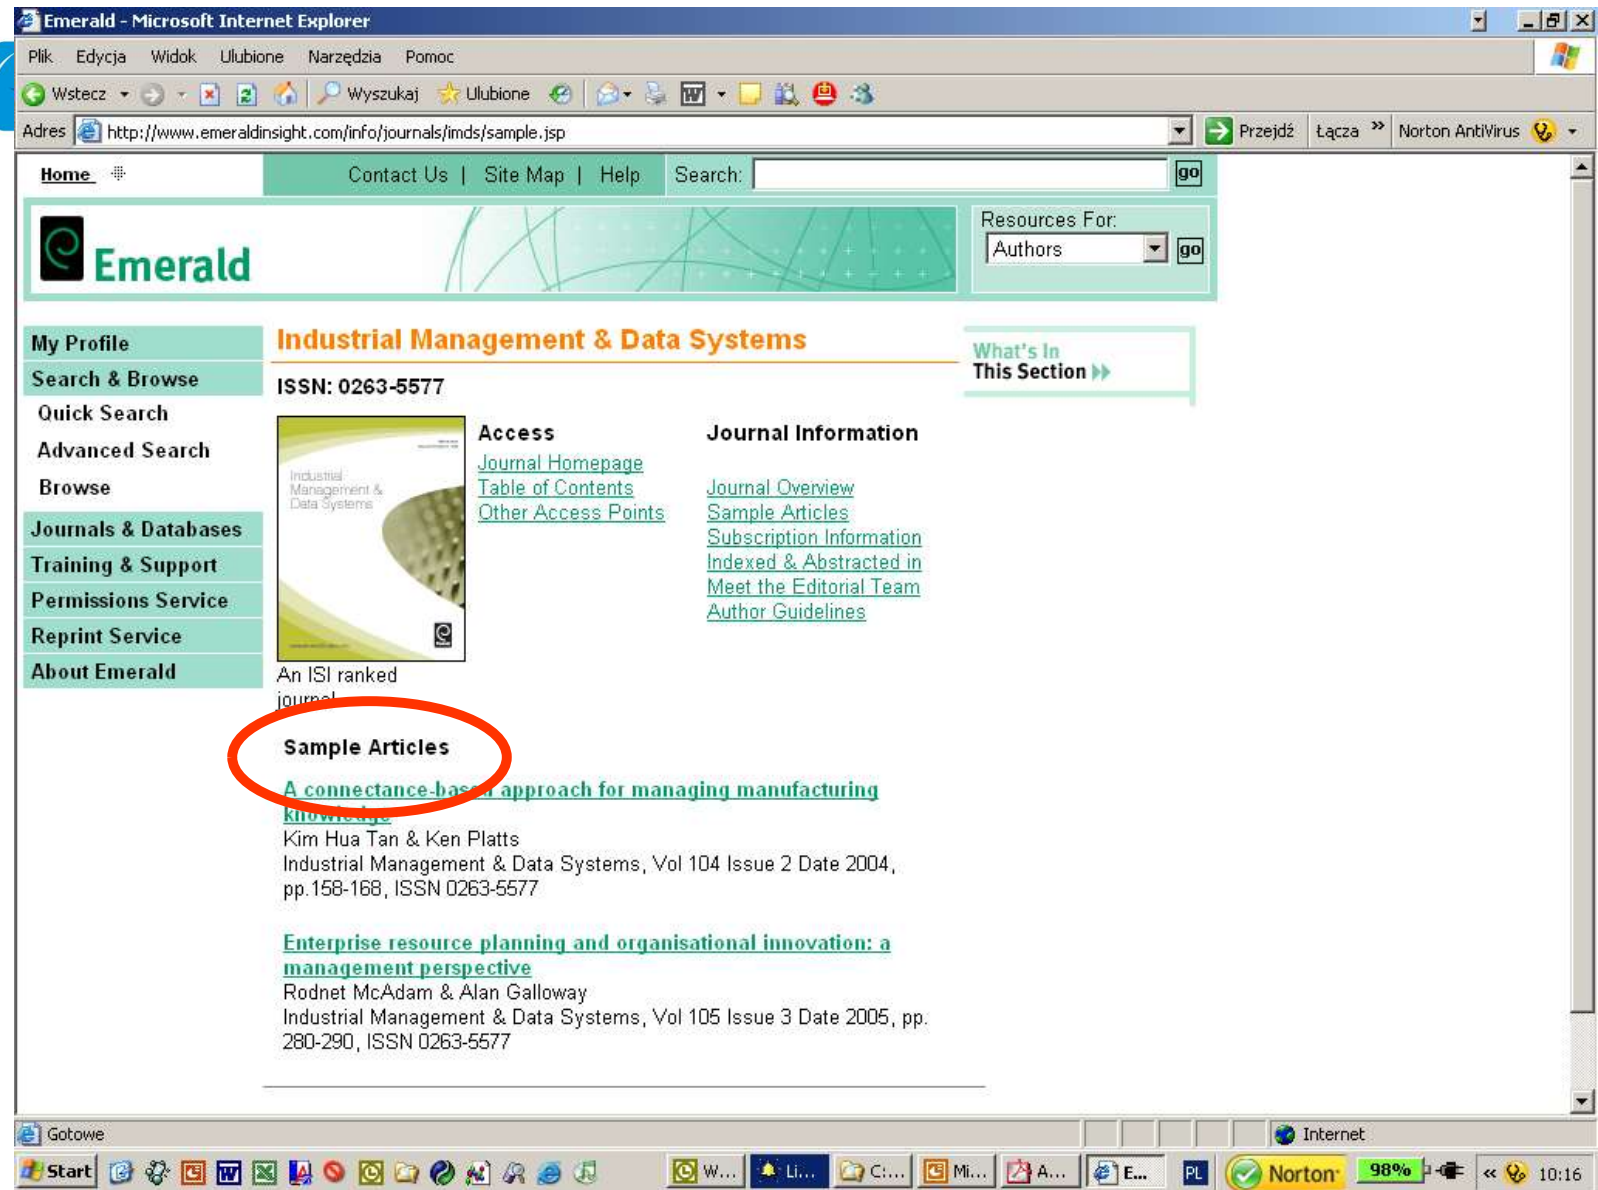 Emerald - Microsoft Internet Explorer
Plik Edycja Widok Ulubione Narzędzia Pomoc
Wstecz Wyszukaj Ulubione
Adres http://www.emeraldinsight.com/info/journals/imds/sample.jsp Przejdź Łącza » Norton AntiVirus
Home Contact Us | Site Map | Help Search: go
Resources For:
Authors go
Emerald
My Profile
Search & Browse
Quick Search
Advanced Search
Browse
Journals & Databases
Training & Support
Permissions Service
Reprint Service
About Emerald
Industrial Management & Data Systems
ISSN: 0263-5577
Industrial
Management &
Data Systems
An ISI ranked
journal
Access
Journal Homepage
Table of Contents
Other Access Points
Journal Information
Journal Overview
Sample Articles
Subscription Information
Indexed & Abstracted in
Meet the Editorial Team
Author Guidelines
What's In
This Section
Sample Articles
A connectance-based approach for managing manufacturing
knowledge
Kim Hua Tan & Ken Platts
Industrial Management & Data Systems, Vol 104 Issue 2 Date 2004,
pp.158-168, ISSN 0263-5577
Enterprise resource planning and organisational innovation: a
management perspective
Rodnet McAdam & Alan Galloway
Industrial Management & Data Systems, Vol 105 Issue 3 Date 2005, pp.
280-290, ISSN 0263-5577
Gotowe Internet
Start W... Li... C:... Mi... A... E... PL Norton 98% « 10:16